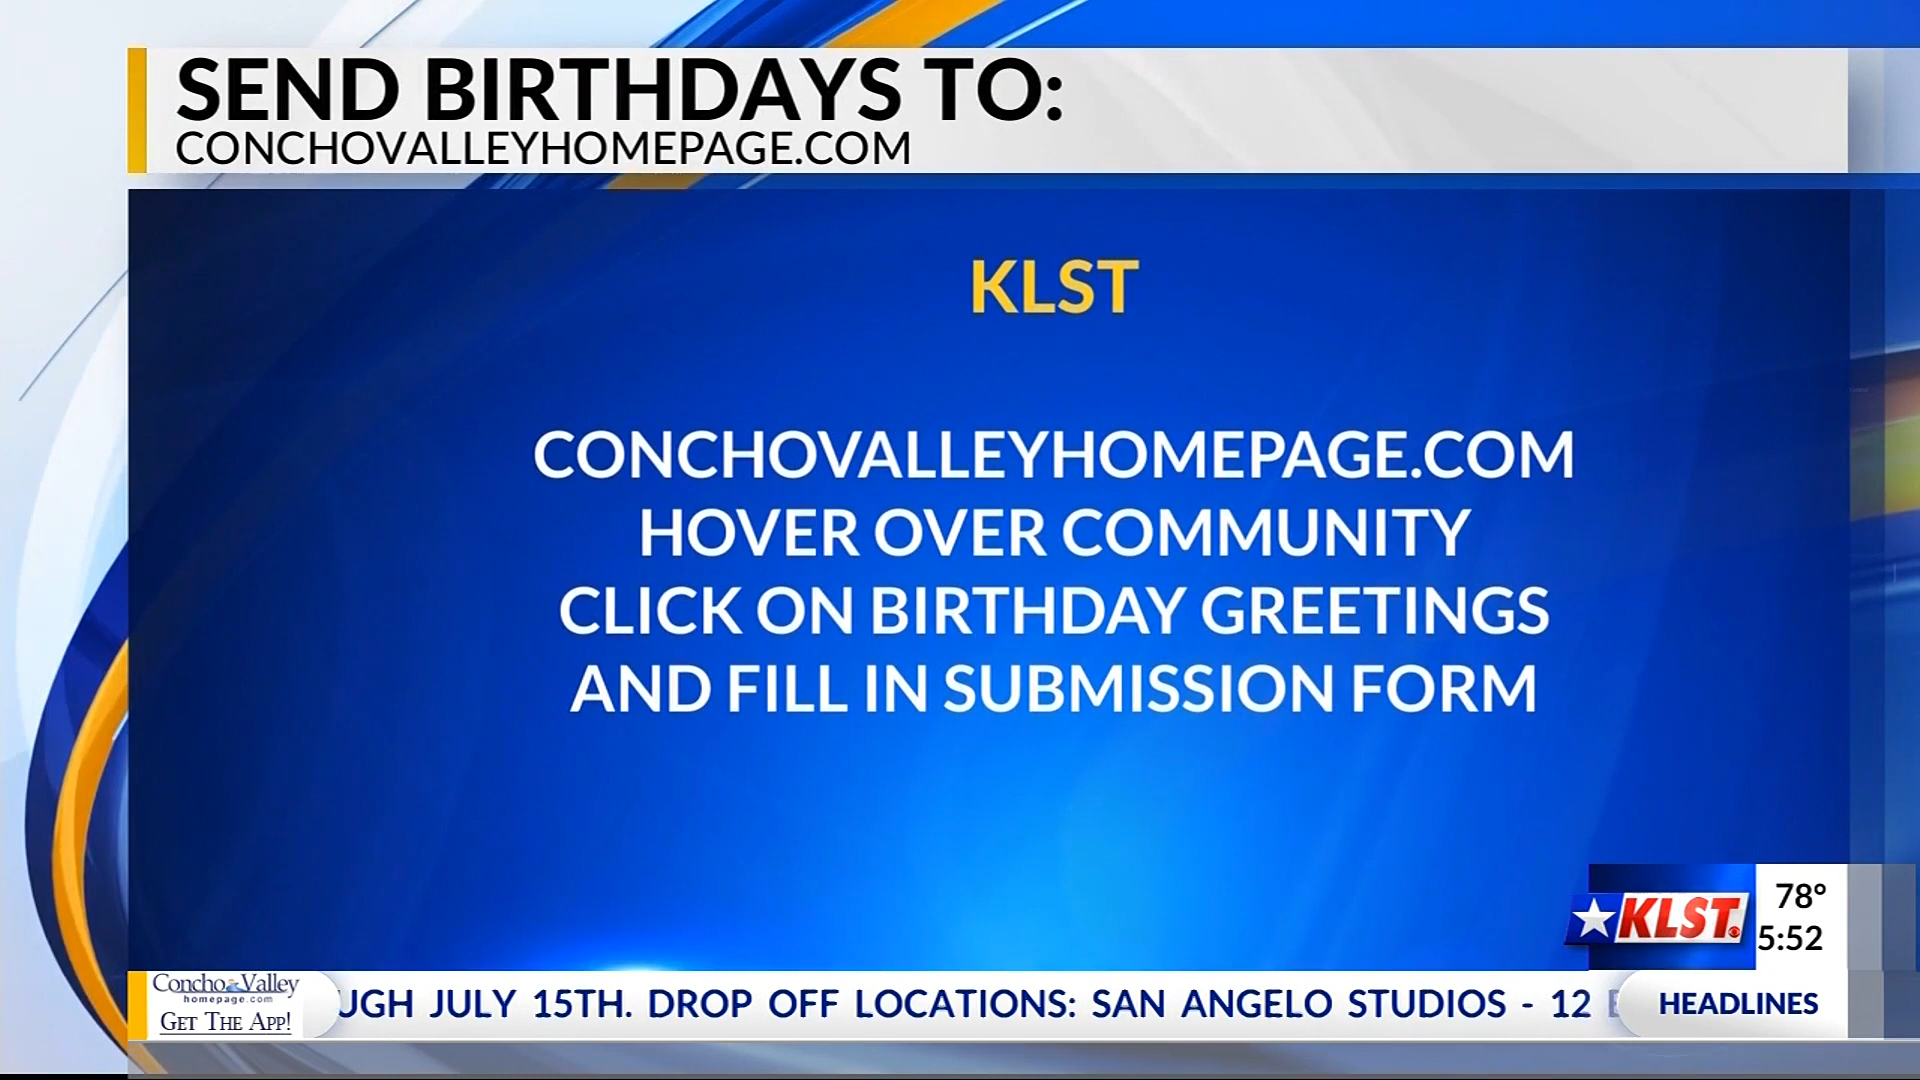 SEND BIRTHDAYS TO:
CONCHOVALLEYHOMEPAGE.COM
KLST
CONCHOVALLEYHOMEPAGE.COM
HOVER OVER COMMUNITY
CLICK ON BIRTHDAY GREETINGS
AND FILL IN SUBMISSION FORM
KLST
78°
5:52
Concho Valley
homepage.com
GET THE APP!
JULY 15TH. DROP OFF LOCATIONS: SAN ANGELO STUDIOS - 12
HEADLINES